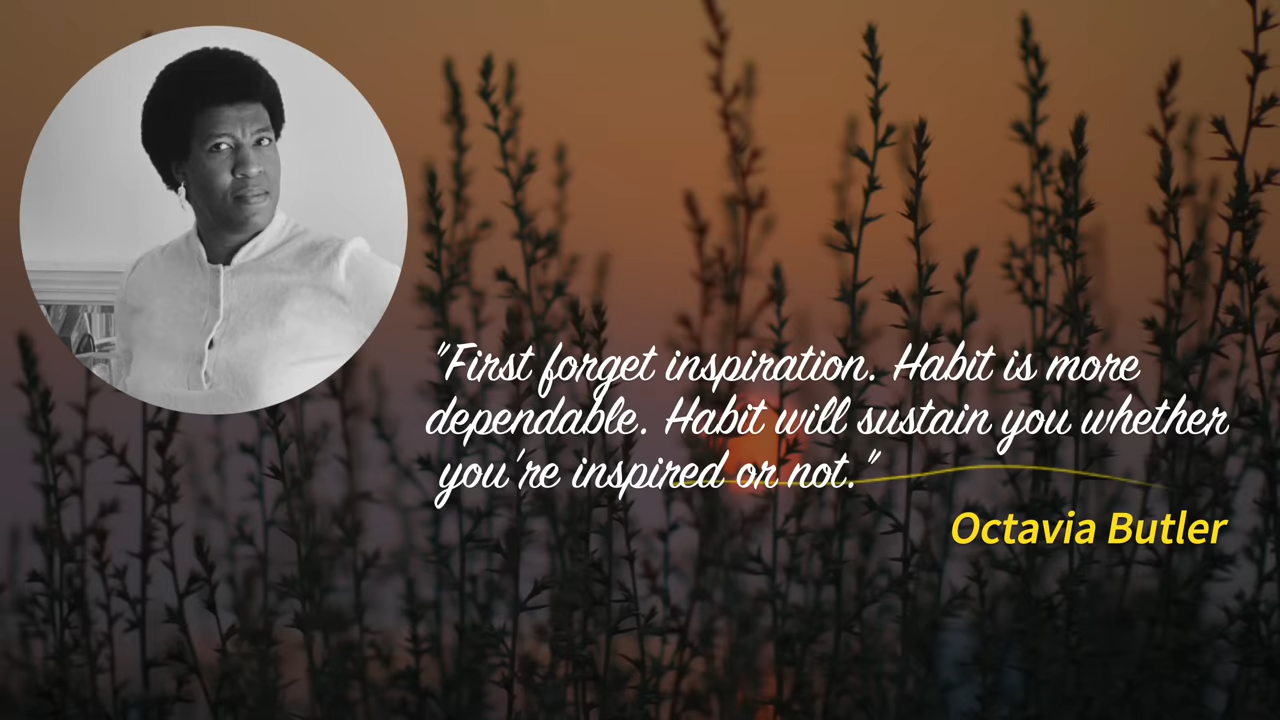 "First forget inspiration. Habit is more
dependable. Habit will sustain you whether
you're inspired or not."
Octavia Butler